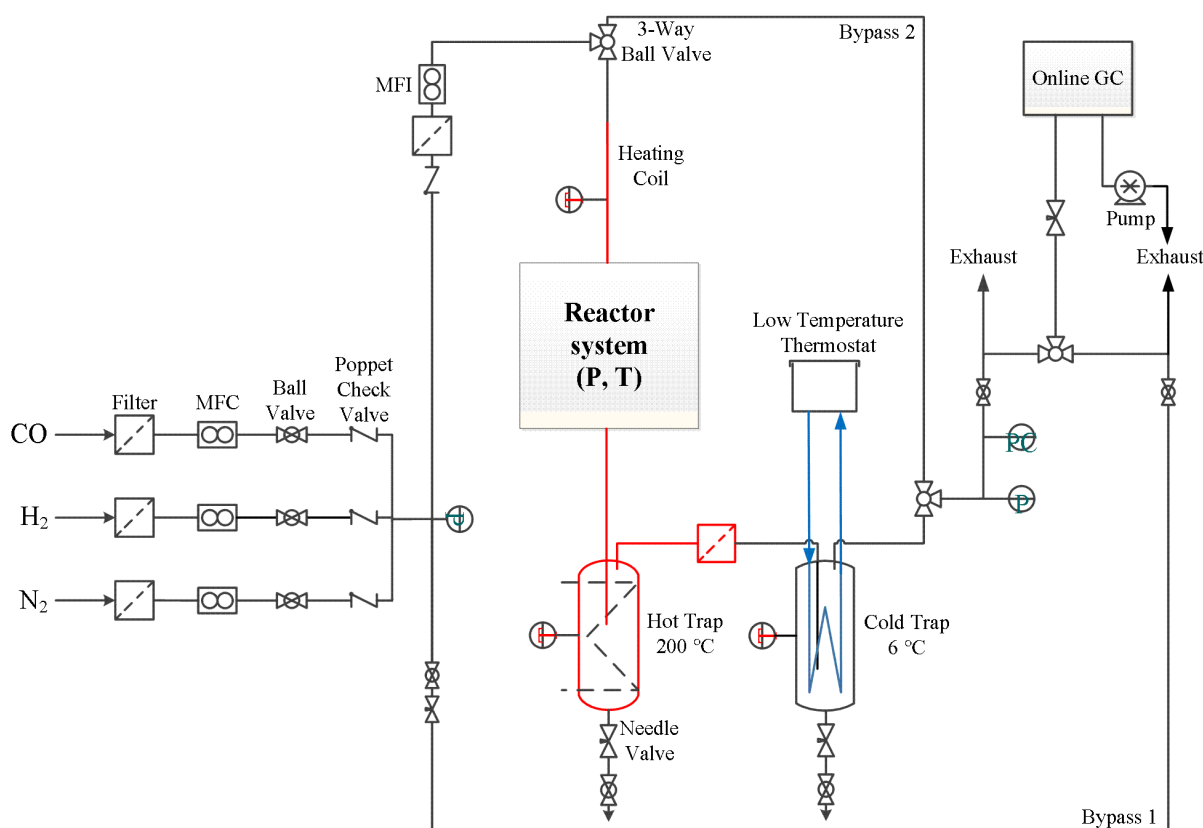 3-Way
Ball Valve
Bypass 2
MFI
Online GC
Heating
Coil
Pump
Exhaust
Exhaust
Reactor
system
(P, T)
Low Temperature
Thermostat
Poppet
Check
Valve
Ball
Valve
Filter
MFC
CO
PC
H2
P
N2
Hot Trap
200 °C
Cold Trap
6 °C
Needle
Valve
Bypass 1